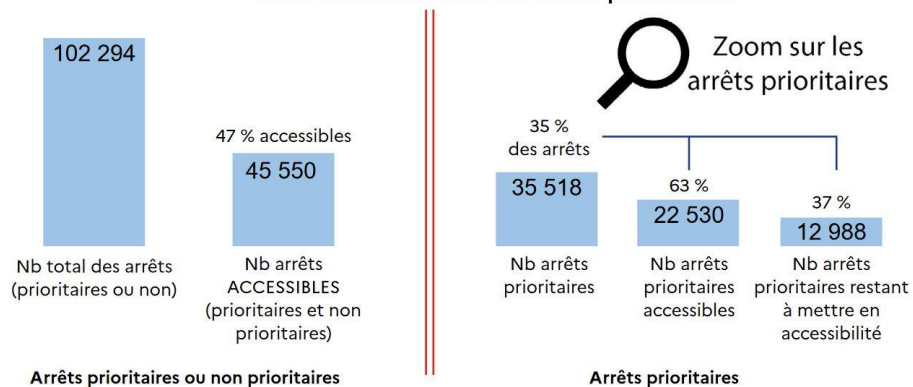 102 294
47 % accessibles
45 550
Nb total des arrêts
(prioritaires ou non)
Nb arrêts
ACCESSIBLES
(prioritaires et non
prioritaires)
Arrêts prioritaires ou non prioritaires
Zoom sur les
arrêts prioritaires
35 %
des arrêts
35 518
63 %
22 530
37 %
12 988
Nb arrêts
prioritaires
Nb arrêts
prioritaires
accessibles
Nb arrêts
prioritaires restant
à mettre en
accessibilité
Arrêts prioritaires